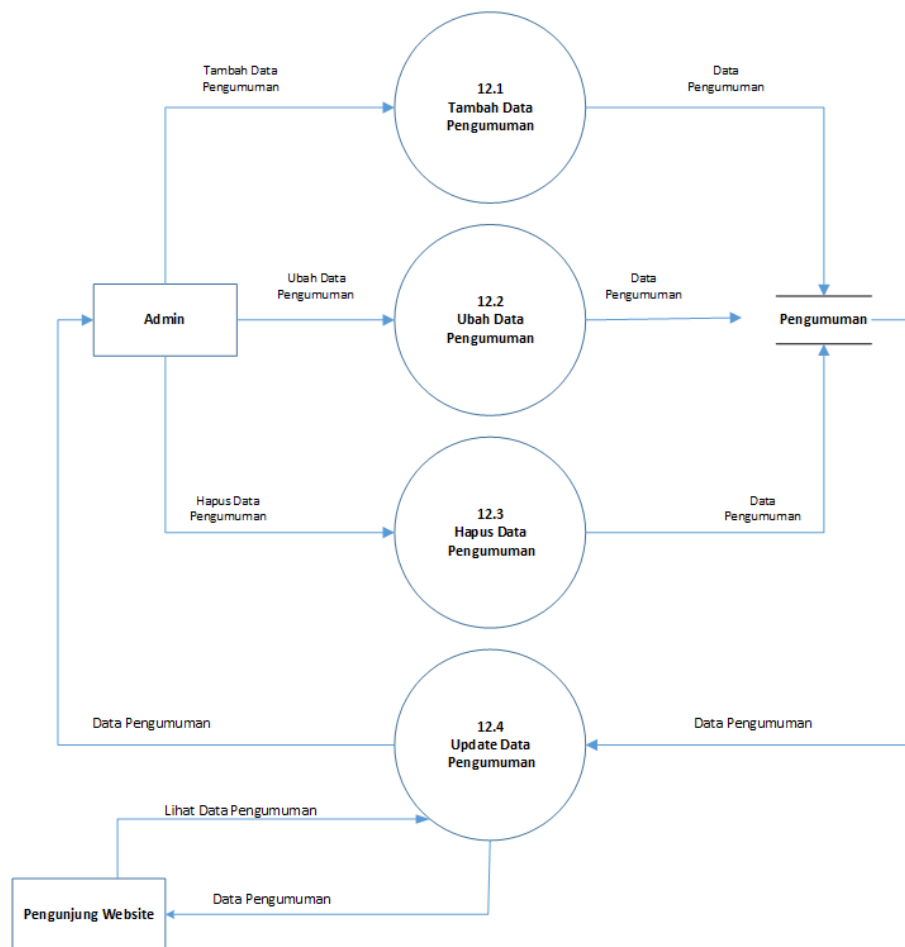 Tambah Data
Pengumuman
12.1
Tambah Data
Pengumuman
Data
Pengumuman
Admin
Ubah Data
Pengumuman
12.2
Ubah Data
Pengumuman
Data
Pengumuman
Pengumuman
Hapus Data
Pengumuman
12.3
Hapus Data
Pengumuman
Data
Pengumuman
Data Pengumuman
12.4
Update Data
Pengumuman
Data Pengumuman
Lihat Data Pengumuman
Pengunjung Website
Data Pengumuman